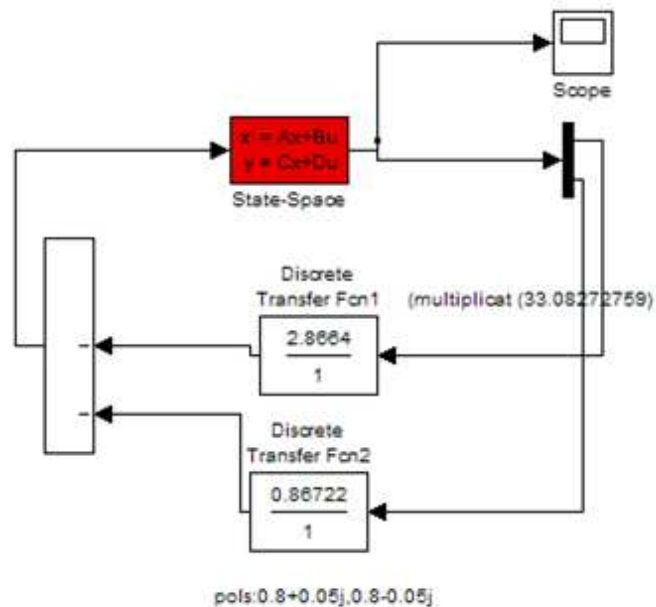 Scope
x' = Ax+Bu
y = Cx+Du
State-Space
Discrete
Transfer Fcn1
(multiplicat (33.08272759)
2.8664
1
Discrete
Transfer Fcn2
0.86722
1
pols:0.8+0.05j,0.8-0.05j